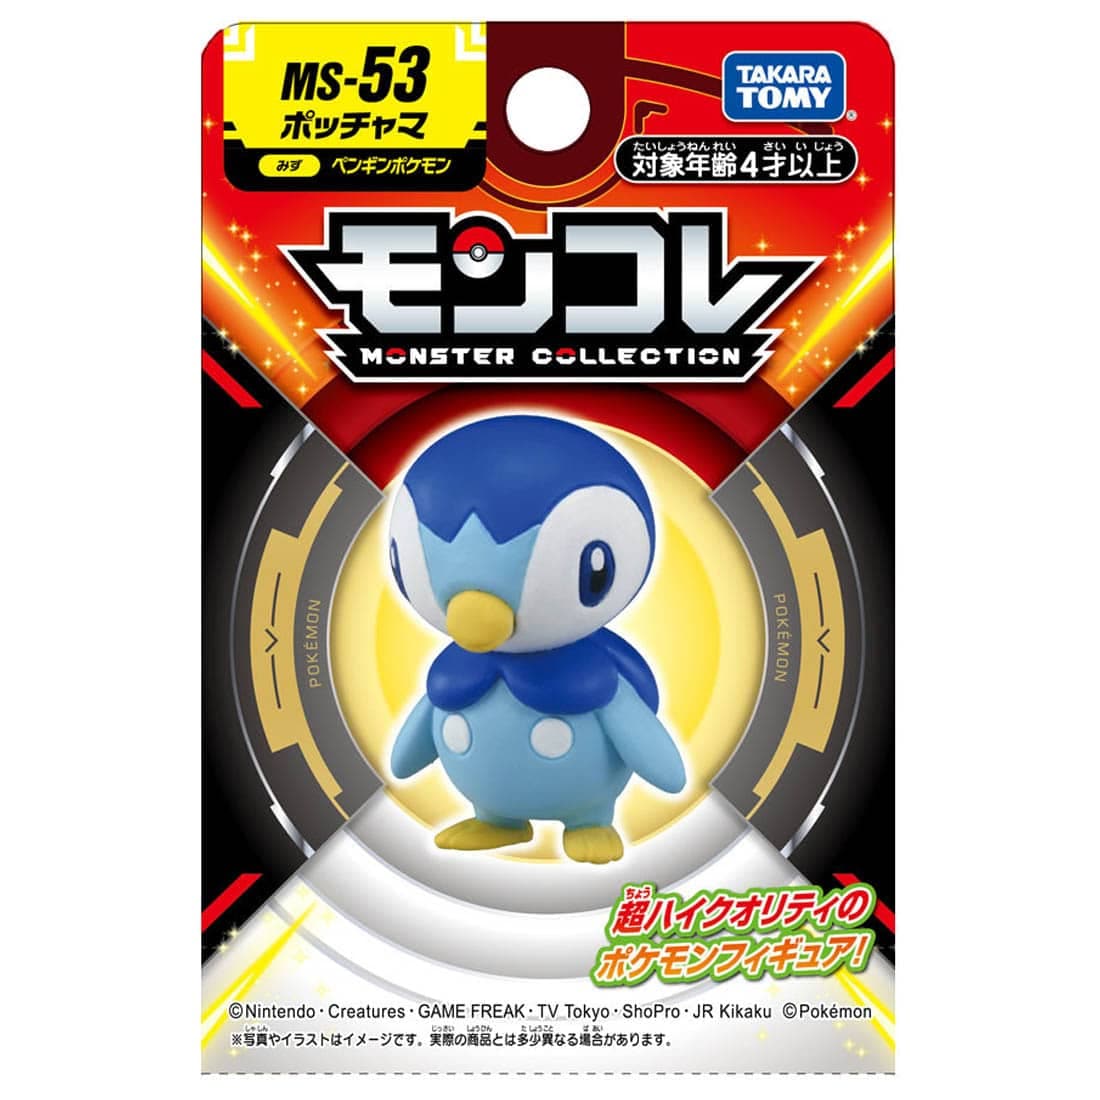 MS-53
ポッチャマ
みず ペンギンポケモン
TAKARA
TOMY
たいしょうねんれい さい いじょう
対象年齢4才以上
モンコレ
MONSTER COLLECTION
POKÉMON
POKÉMON
ちょう
超ハイクオリティの
ポケモンフィギュア!
©Nintendo・Creatures・GAME FREAK・TV Tokyo・ShoPro・JR Kikaku ©Pokémon
しゃしん じっさい しょうひん たしょうこと ばあい
※写真やイラストはイメージです。実際の商品とは多少異なる場合があります。